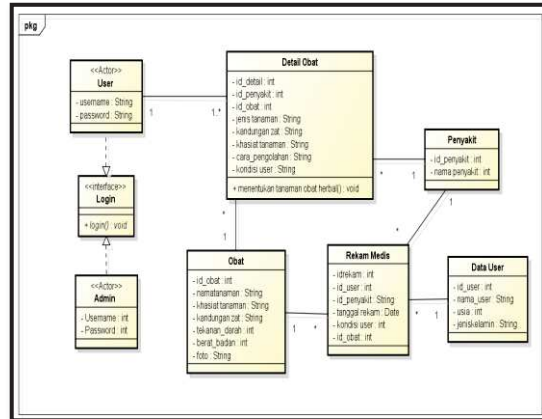 pkg
<<Actor>>
User
- username : String
- password : String
1
1..*
Detail Obat
- id_detail : int
- id_penyakit : int
- id_obat : int
- jenis tanaman : String
- kandungan zat : String
- khasiat tanaman : String
- cara_pengolahan : String
- kondisi user : String
+ menentukan tanaman obat herbal() : void
*
1
Penyakit
- id_penyakit : int
- nama penyakit : int
1
*
<<interface>>
Login
+ login() : void
<<Actor>>
Admin
- Username : int
- Password : int
*
1
Obat
- id_obat : int
- namatanaman : String
- khasiat tanaman : String
- kandungan zat : String
- tekanan_darah : int
- berat_badan : int
- foto : String
1
*
Rekam Medis
- idrekam : int
- id_user : int
- id_penyakit : String
- tanggal rekam : Date
- kondisi user : int
- id_obat : int
*
1
Data User
- id_user : int
- nama_user : String
- usia : int
- jeniskelamin : String